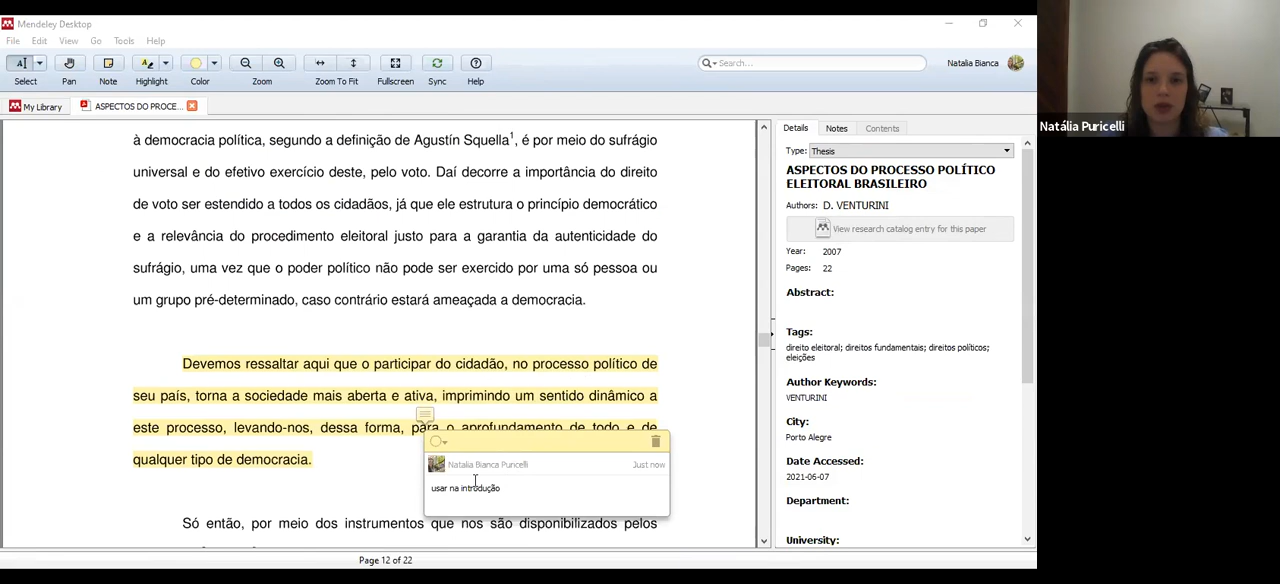 Mendeley Desktop
File Edit View Go Tools Help
Select Pan Note Highlight Color Zoom Zoom To Fit Fullscreen Sync Help
Search...
Natalia Bianca
My Library
ASPECTOS DO PROCE...
à democracia política, segundo a definição de Agustín Squella1, é por meio do sufrágio
universal e do efetivo exercício deste, pelo voto. Daí decorre a importância do direito
de voto ser estendido a todos os cidadãos, já que ele estrutura o princípio democrático
e a relevância do procedimento eleitoral justo para a garantia da autenticidade do
sufrágio, uma vez que o poder político não pode ser exercido por uma só pessoa ou
um grupo pré-determinado, caso contrário estará ameaçada a democracia.
Devemos ressaltar aqui que o participar do cidadão, no processo político de
seu país, torna a sociedade mais aberta e ativa, imprimindo um sentido dinâmico a
este processo, levando-nos, dessa forma, para o aprofundamento de todo e de
qualquer tipo de democracia.
Natalia Bianca Puricelli Just now
usar na introdução
Só então, por meio dos instrumentos que nos são disponibilizados pelos
Page 12 of 22
Details Notes Contents
Type: Thesis
ASPECTOS DO PROCESSO POLÍTICO
ELEITORAL BRASILEIRO
Authors: D. VENTURINI
View research catalog entry for this paper
Year: 2007
Pages: 22
Abstract:
Tags:
direito eleitoral; direitos fundamentais; direitos políticos;
eleições
Author Keywords:
VENTURINI
City:
Porto Alegre
Date Accessed:
2021-06-07
Department:
University:
Natália Puricelli